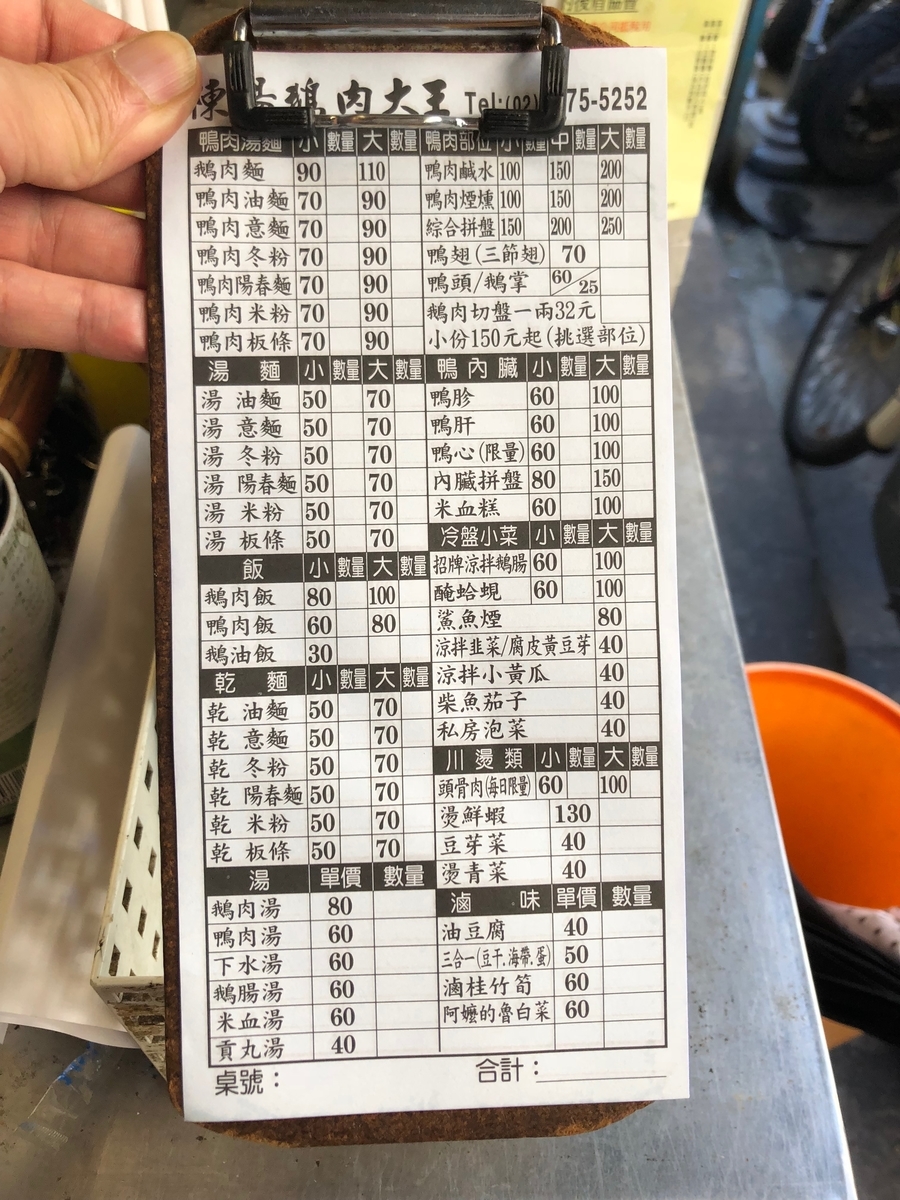 陳 鵝肉大王 Tel:(02) 75-5252
鴨肉湯麵 小 數量 大 數量
鵝肉麵 90 110
鴨肉油麵 70 90
鴨肉意麵 70 90
鴨肉冬粉 70 90
鴨肉陽春麵 70 90
鴨肉米粉 70 90
鴨肉板條 70 90
湯 麵 小 數量 大 數量
湯 油麵 50 70
湯 意麵 50 70
湯 冬粉 50 70
湯 陽春麵 50 70
湯 米粉 50 70
湯 板條 50 70
飯 小 數量 大 數量
鵝肉飯 80 100
鴨肉飯 60 80
鵝油飯 30
乾 麵 小 數量 大 數量
乾 油麵 50 70
乾 意麵 50 70
乾 冬粉 50 70
乾 陽春麵 50 70
乾 米粉 50 70
乾 板條 50 70
湯 單價 數量
鵝肉湯 80
鴨肉湯 60
下水湯 60
鵝腸湯 60
米血湯 60
貢丸湯 40
鴨肉部位 小 數量 中 數量 大 數量
鴨肉鹹水 100 150 200
鴨肉煙燻 100 150 200
綜合拼盤 150 200 250
鴨翅(三節翅) 70
鴨頭/鵝掌 60/25
鵝肉切盤一兩32元
小份150元起(挑選部位)
鴨內臟 小 數量 大 數量
鴨胗 60 100
鴨肝 60 100
鴨心(限量) 60 100
內臟拼盤 80 150
米血糕 60 100
冷盤小菜 小 數量 大 數量
招牌涼拌鵝腸 60 100
醃蛤蜆 60 100
鯊魚煙 80
涼拌韭菜/腐皮黃豆芽 40
涼拌小黃瓜 40
柴魚茄子 40
私房泡菜 40
川燙類 小 數量 大 數量
頭骨肉(每日限量) 60 100
燙鮮蝦 130
豆芽菜 40
燙青菜 40
滷 味 單價 數量
油豆腐 40
三合一(豆干.海帶.蛋) 50
滷桂竹筍 60
阿嬤的魯白菜 60
桌號：
合計：